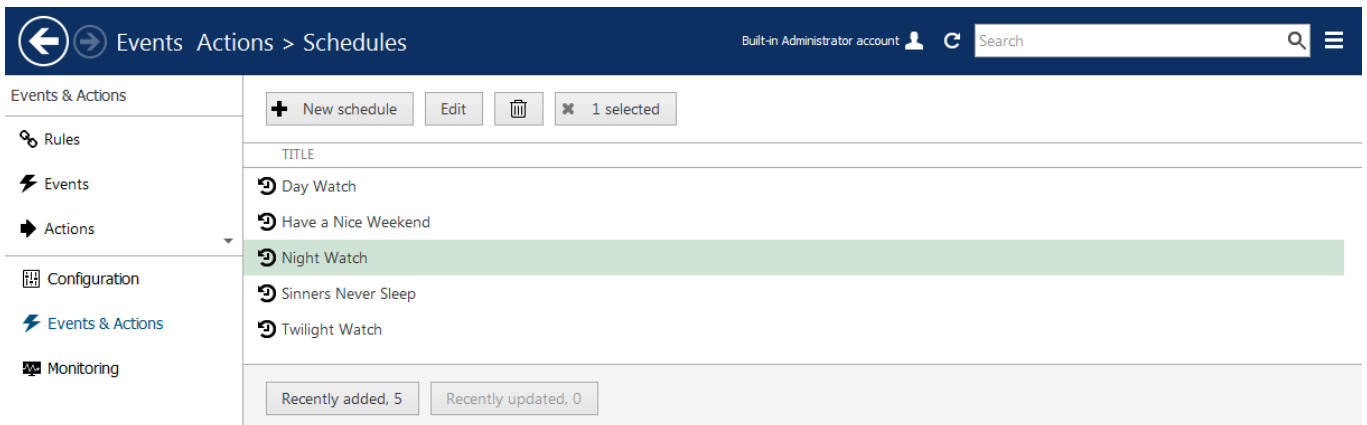 Events  Actions > Schedules
Built-in Administrator account
Search
Events & Actions
Rules
Events
Actions
Configuration
Events & Actions
Monitoring
New schedule
Edit
1 selected
TITLE
Day Watch
Have a Nice Weekend
Night Watch
Sinners Never Sleep
Twilight Watch
Recently added, 5
Recently updated, 0